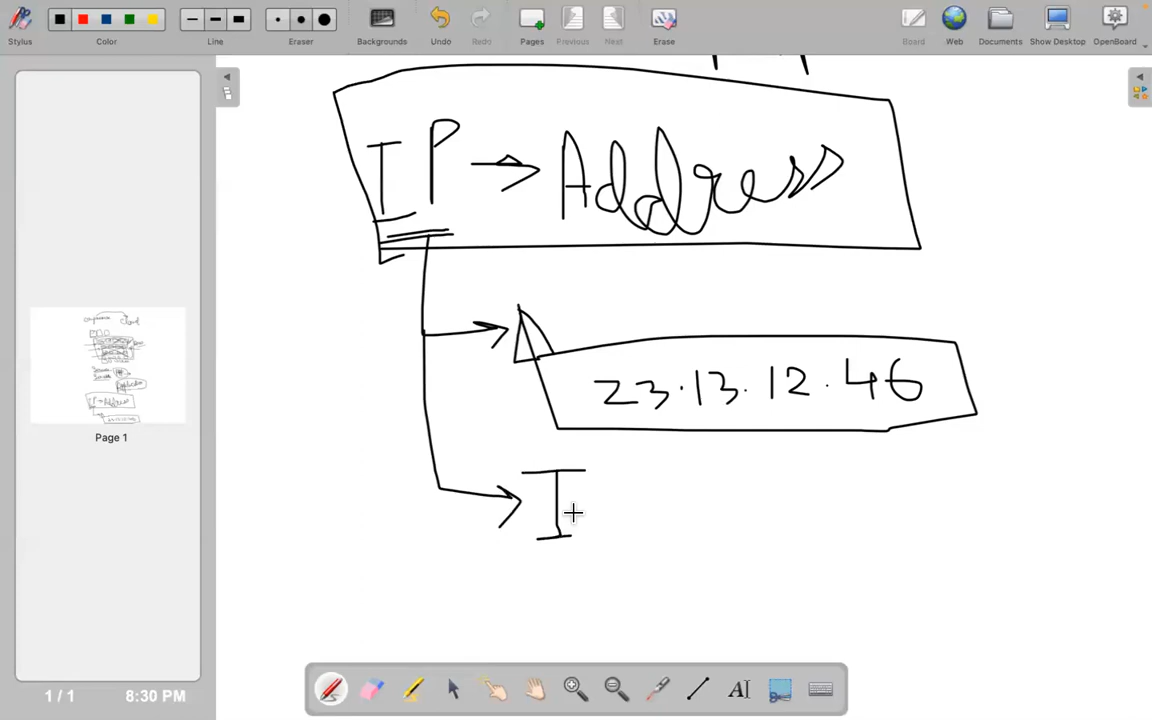 Stylus
Color
Line
Eraser
Backgrounds
Undo
Redo
Pages
Previous
Next
Erase
Board
Web
Documents
Show Desktop
OpenBoard
IP → Address
23.13.12.46
I
Page 1
1 / 1
8:30 PM